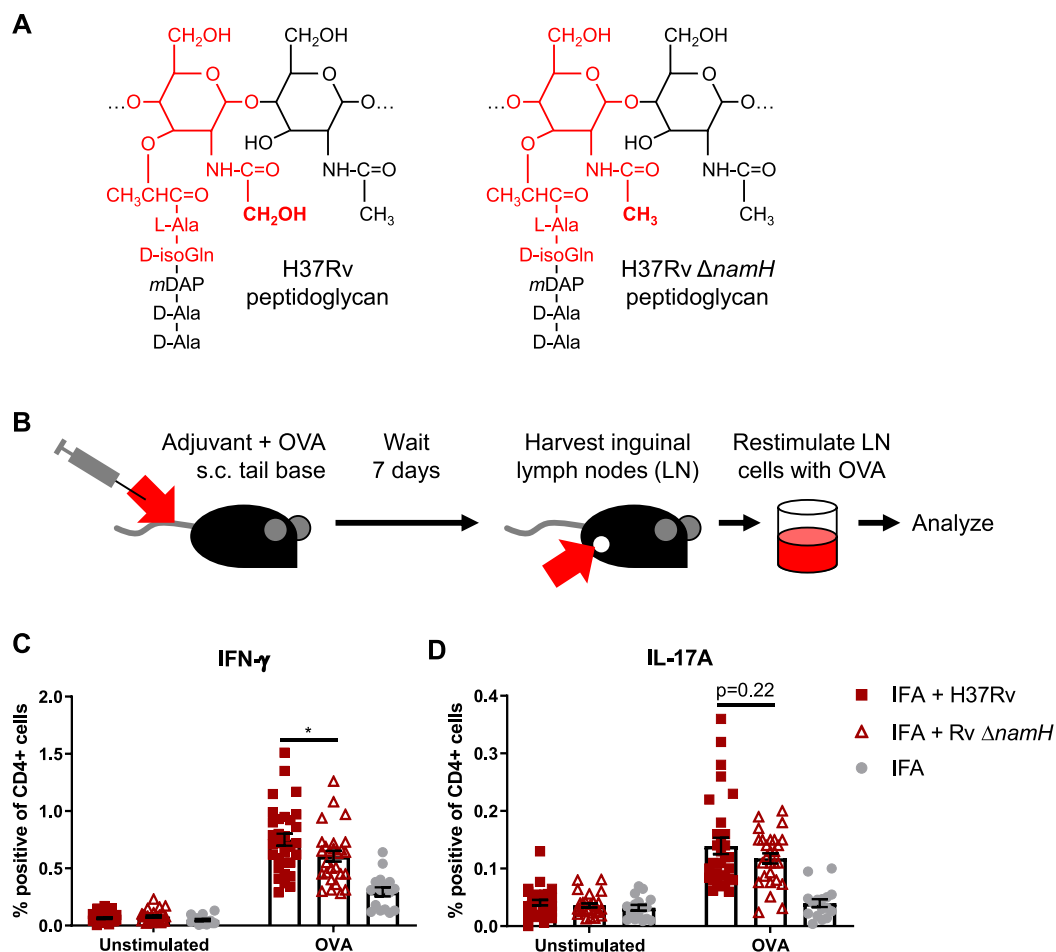 A
CH2OH
CH2OH
CH2OH
CH2OH
O
O
O
O
...O
O
O...
...O
O
O...
O
HO
O
HO
NH-C=O
NH-C=O
NH-C=O
NH-C=O
CH3CHC=O
CH2OH
CH3
CH3CHC=O
CH3
CH3
L-Ala
L-Ala
D-isoGln
H37Rv
D-isoGln
H37Rv ΔnamH
mDAP
peptidoglycan
mDAP
peptidoglycan
D-Ala
D-Ala
D-Ala
D-Ala
B
Adjuvant + OVA
s.c. tail base
Wait
7 days
Harvest inguinal
lymph nodes (LN)
Restimulate LN
cells with OVA
Analyze
C
IFN-γ
% positive of CD4+ cells
2.0
1.5
1.0
0.5
0.0
*
Unstimulated
OVA
D
IL-17A
% positive of CD4+ cells
0.4
0.3
0.2
0.1
0.0
p=0.22
Unstimulated
OVA
IFA + H37Rv
IFA + Rv ΔnamH
IFA